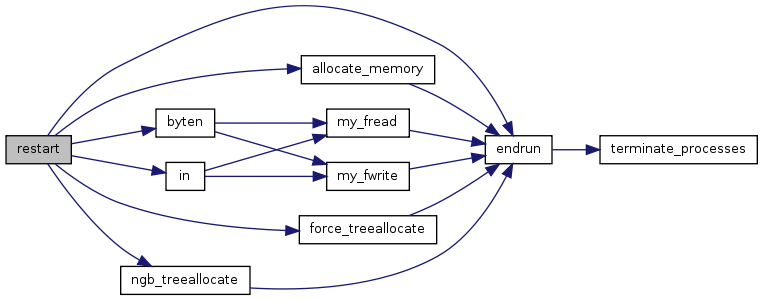 restart
allocate_memory
byten
my_fread
endrun
terminate_processes
in
my_fwrite
force_treeallocate
ngb_treeallocate